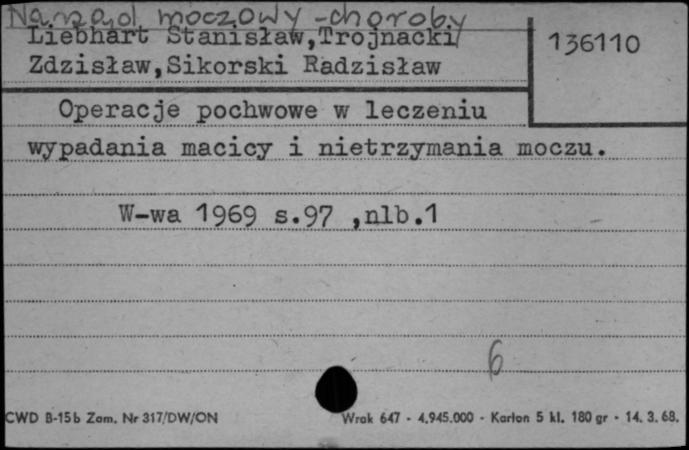 Narząd moczowy - choroby
Liebhart Stanisław,Trojnacki
Zdzisław,Sikorski Radzisław
136110
Operacje pochwowe w leczeniu
wypadania macicy i nietrzymania moczu.
W-wa 1969 s.97 ,nlb.1
6
CWD B-15b Zam. Nr 317/DW/ON
Wrak 647 - 4.945.000 - Karton 5 kl. 180 gr - 14. 3. 68.